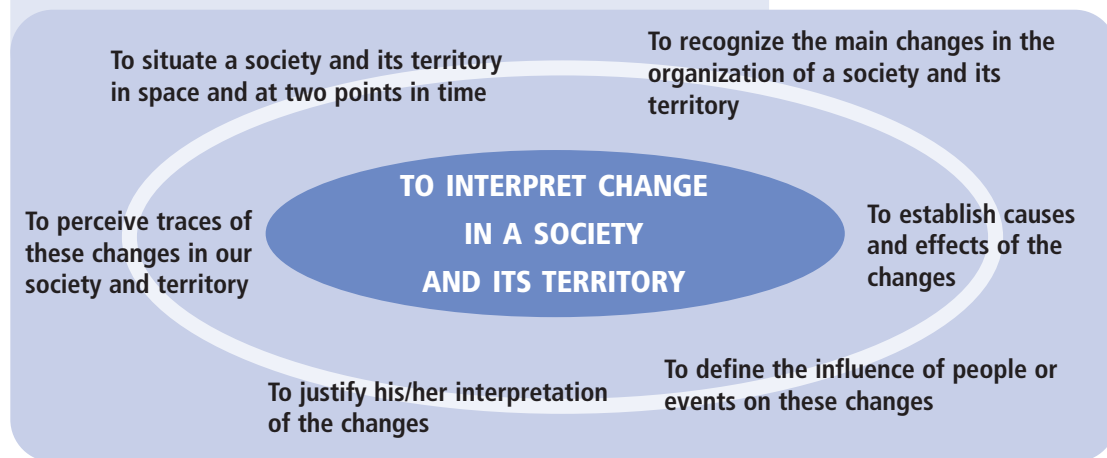 To situate a society and its territory
in space and at two points in time
To recognize the main changes in the
organization of a society and its
territory
TO INTERPRET CHANGE
IN A SOCIETY
AND ITS TERRITORY
To perceive traces of
these changes in our
society and territory
To establish causes
and effects of the
changes
To justify his/her interpretation
of the changes
To define the influence of people or
events on these changes